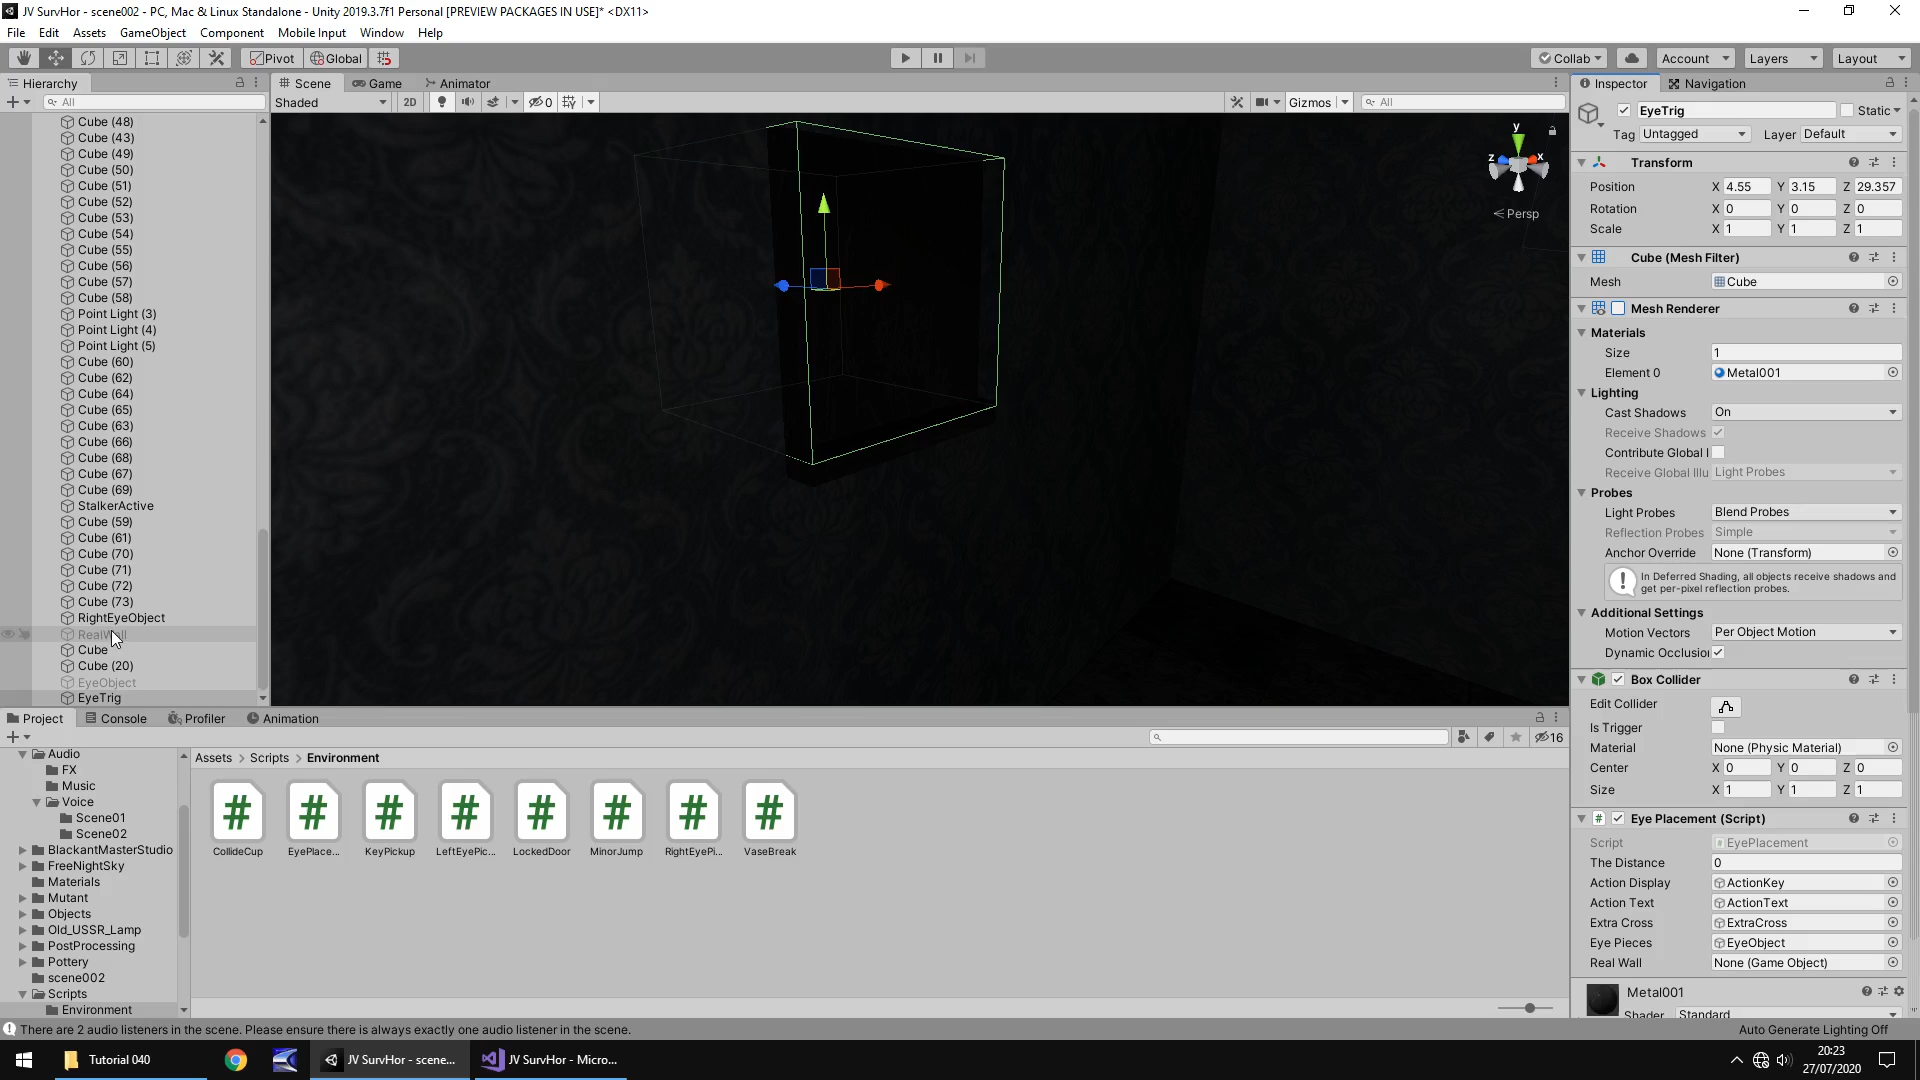 JV SurvHor - scene002 - PC, Mac & Linux Standalone - Unity 2019.3.7f1 Personal [PREVIEW PACKAGES IN USE]* <DX11>
File Edit Assets GameObject Component Mobile Input Window Help
Pivot Global Collab Account Layers Layout
Hierarchy
All
Cube (48)
Cube (43)
Cube (49)
Cube (50)
Cube (51)
Cube (52)
Cube (53)
Cube (54)
Cube (55)
Cube (56)
Cube (57)
Cube (58)
Point Light (3)
Point Light (4)
Point Light (5)
Cube (60)
Cube (62)
Cube (64)
Cube (65)
Cube (63)
Cube (66)
Cube (68)
Cube (67)
Cube (69)
StalkerActive
Cube (59)
Cube (61)
Cube (70)
Cube (71)
Cube (72)
Cube (73)
RightEyeObject
RealWall
Cube
Cube (20)
EyeObject
EyeTrig
Scene Game Animator
Shaded 2D 0 Gizmos All
y
z x
< Persp
Inspector Navigation
EyeTrig Static
Tag Untagged Layer Default
Transform
Position X 4.55 Y 3.15 Z 29.357
Rotation X 0 Y 0 Z 0
Scale X 1 Y 1 Z 1
Cube (Mesh Filter)
Mesh Cube
Mesh Renderer
Materials
Size 1
Element 0 Metal001
Lighting
Cast Shadows On
Receive Shadows
Contribute Global I
Receive Global Illu Light Probes
Probes
Light Probes Blend Probes
Reflection Probes Simple
Anchor Override None (Transform)
In Deferred Shading, all objects receive shadows and
get per-pixel reflection probes.
Additional Settings
Motion Vectors Per Object Motion
Dynamic Occlusion
Box Collider
Edit Collider
Is Trigger
Material None (Physic Material)
Center X 0 Y 0 Z 0
Size X 1 Y 1 Z 1
Eye Placement (Script)
Script EyePlacement
The Distance 0
Action Display ActionKey
Action Text ActionText
Extra Cross ExtraCross
Eye Pieces EyeObject
Real Wall None (Game Object)
Metal001
Shader Standard
Project Console Profiler Animation
16
Audio
FX
Music
Voice
Scene01
Scene02
BlackantMasterStudio
FreeNightSky
Materials
Mutant
Objects
Old_USSR_Lamp
PostProcessing
Pottery
scene002
Scripts
Environment
Assets > Scripts > Environment
CollideCup EyePlace... KeyPickup LeftEyePic... LockedDoor MinorJump RightEyePi... VaseBreak
There are 2 audio listeners in the scene. Please ensure there is always exactly one audio listener in the scene.
Auto Generate Lighting Off
Tutorial 040 JV SurvHor - scene... JV SurvHor - Micro...
20:23
27/07/2020